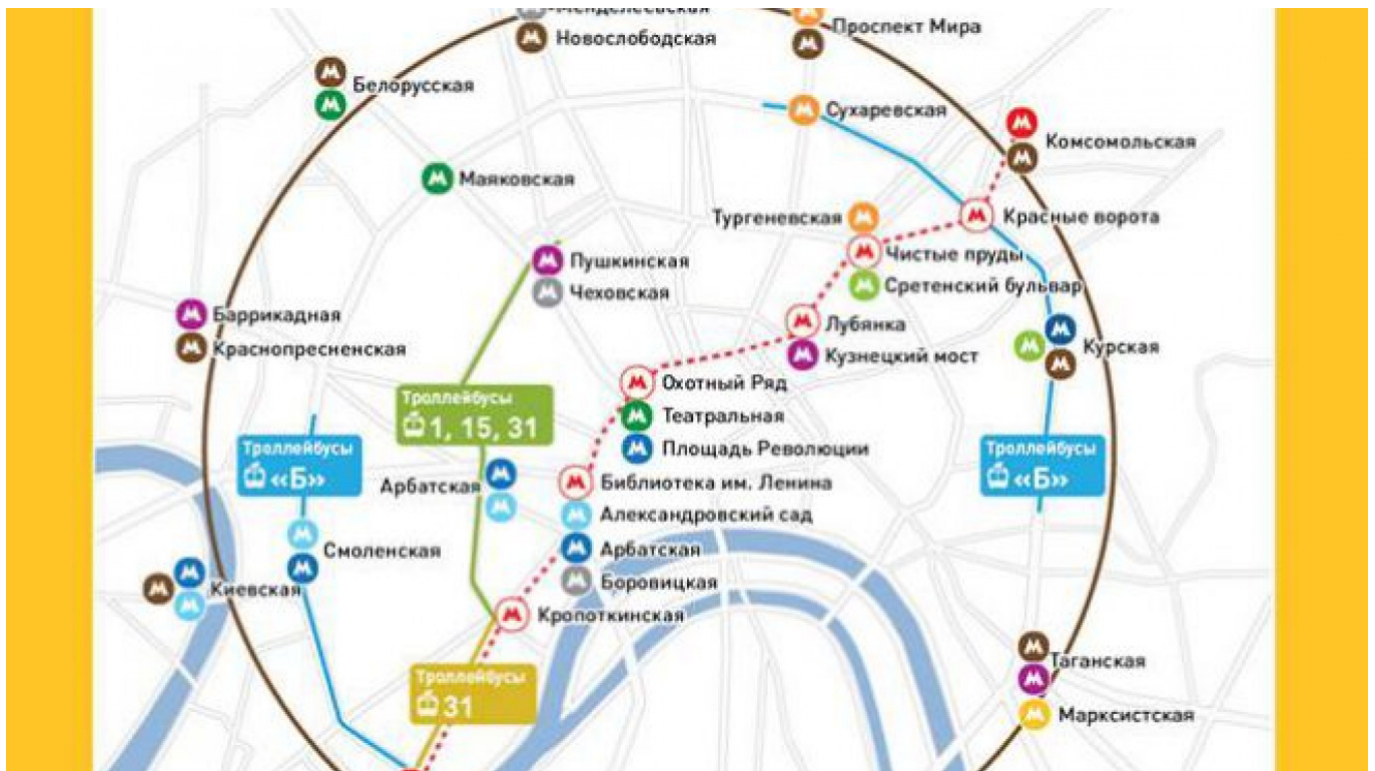 Менделеевская
Новослободская
Проспект Мира
Белорусская
Сухаревская
Комсомольская
Маяковская
Тургеневская
Красные ворота
Чистые пруды
Сретенский бульвар
Пушкинская
Чеховская
Баррикадная
Краснопресненская
Лубянка
Кузнецкий мост
Курская
Охотный Ряд
Театральная
Площадь Революции
Троллейбусы
1, 15, 31
Троллейбусы
«Б»
Троллейбусы
«Б»
Арбатская
Библиотека им. Ленина
Александровский сад
Арбатская
Боровицкая
Смоленская
Киевская
Кропоткинская
Троллейбусы
31
Таганская
Марксистская